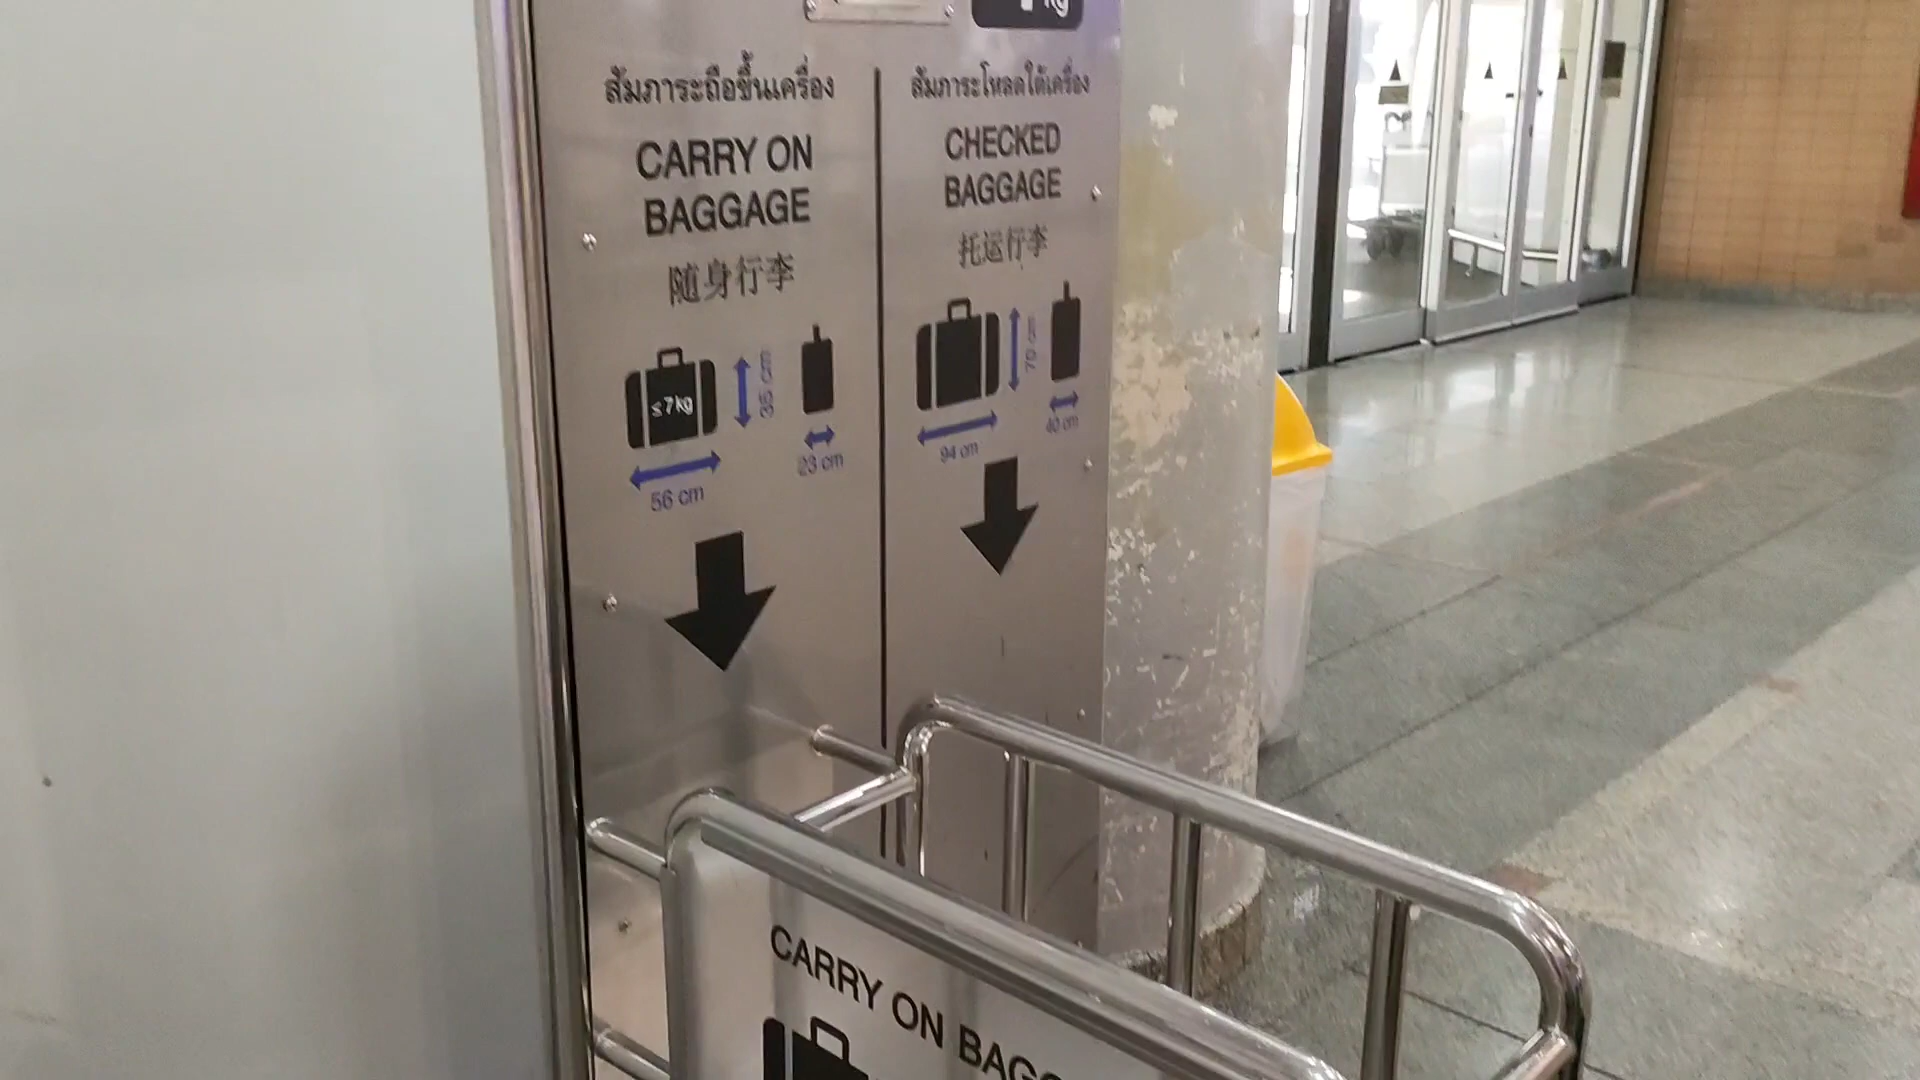 kg
สัมภาระถือขึ้นเครื่อง
CARRY ON
BAGGAGE
随身行李
≤7kg
35 cm
23 cm
56 cm
สัมภาระโหลดใต้เครื่อง
CHECKED
BAGGAGE
托运行李
70 cm
40 cm
94 cm
CARRY ON